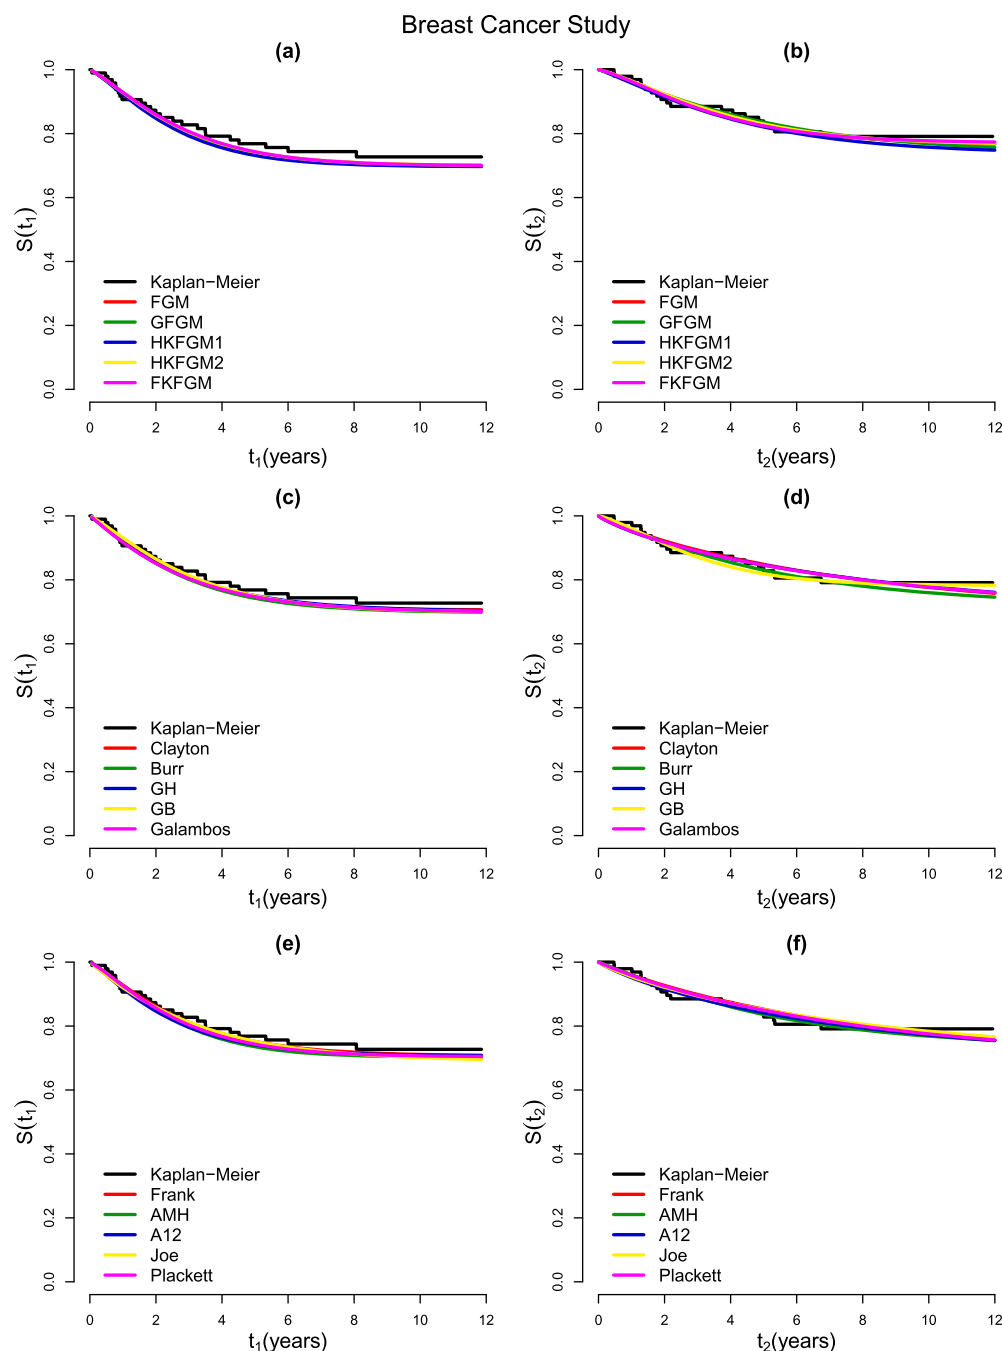 Breast Cancer Study
(a)
S(t₁)
1.0
0.8
0.6
0.4
0.2
0.0
Kaplan−Meier
FGM
GFGM
HKFGM1
HKFGM2
FKFGM
0 2 4 6 8 10 12
t₁(years)
(b)
S(t₂)
1.0
0.8
0.6
0.4
0.2
0.0
Kaplan−Meier
FGM
GFGM
HKFGM1
HKFGM2
FKFGM
0 2 4 6 8 10 12
t₂(years)
(c)
S(t₁)
1.0
0.8
0.6
0.4
0.2
0.0
Kaplan−Meier
Clayton
Burr
GH
GB
Galambos
0 2 4 6 8 10 12
t₁(years)
(d)
S(t₂)
1.0
0.8
0.6
0.4
0.2
0.0
Kaplan−Meier
Clayton
Burr
GH
GB
Galambos
0 2 4 6 8 10 12
t₂(years)
(e)
S(t₁)
1.0
0.8
0.6
0.4
0.2
0.0
Kaplan−Meier
Frank
AMH
A12
Joe
Plackett
0 2 4 6 8 10 12
t₁(years)
(f)
S(t₂)
1.0
0.8
0.6
0.4
0.2
0.0
Kaplan−Meier
Frank
AMH
A12
Joe
Plackett
0 2 4 6 8 10 12
t₂(years)